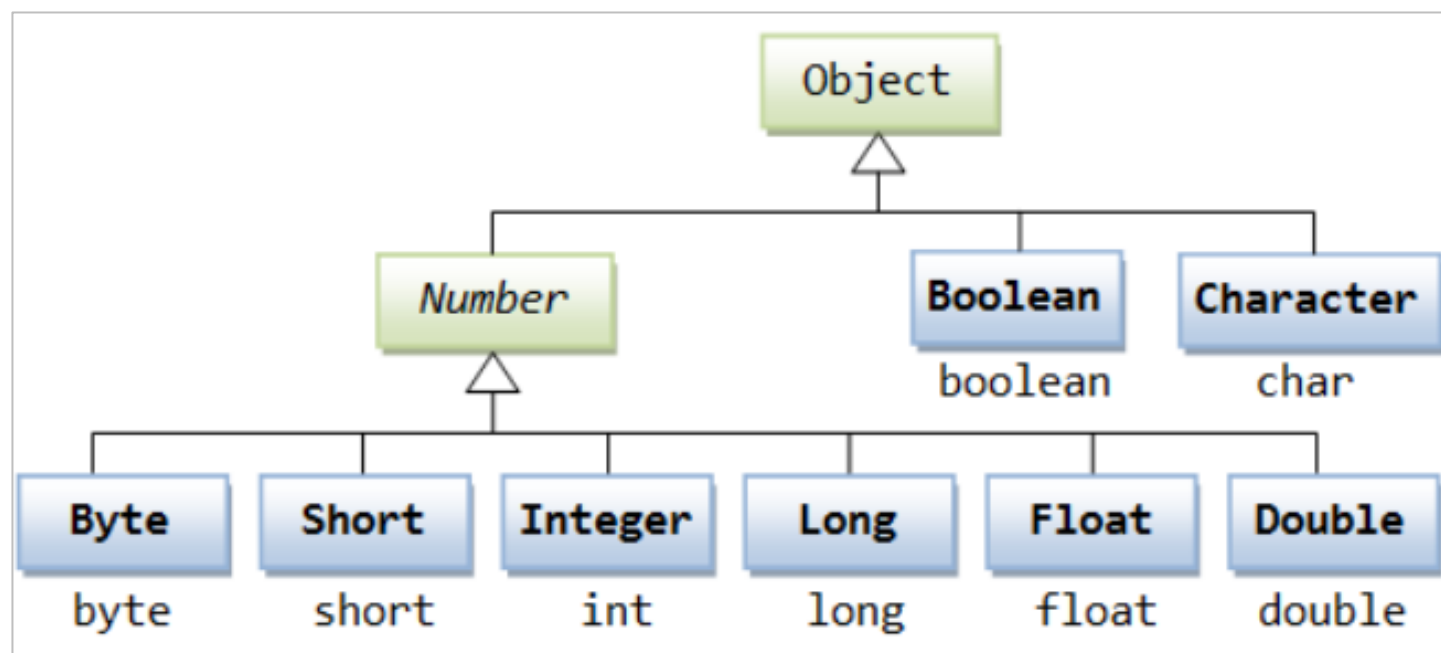 Object
Number
Boolean
Character
boolean
char
Byte
Short
Integer
Long
Float
Double
byte
short
int
long
float
double